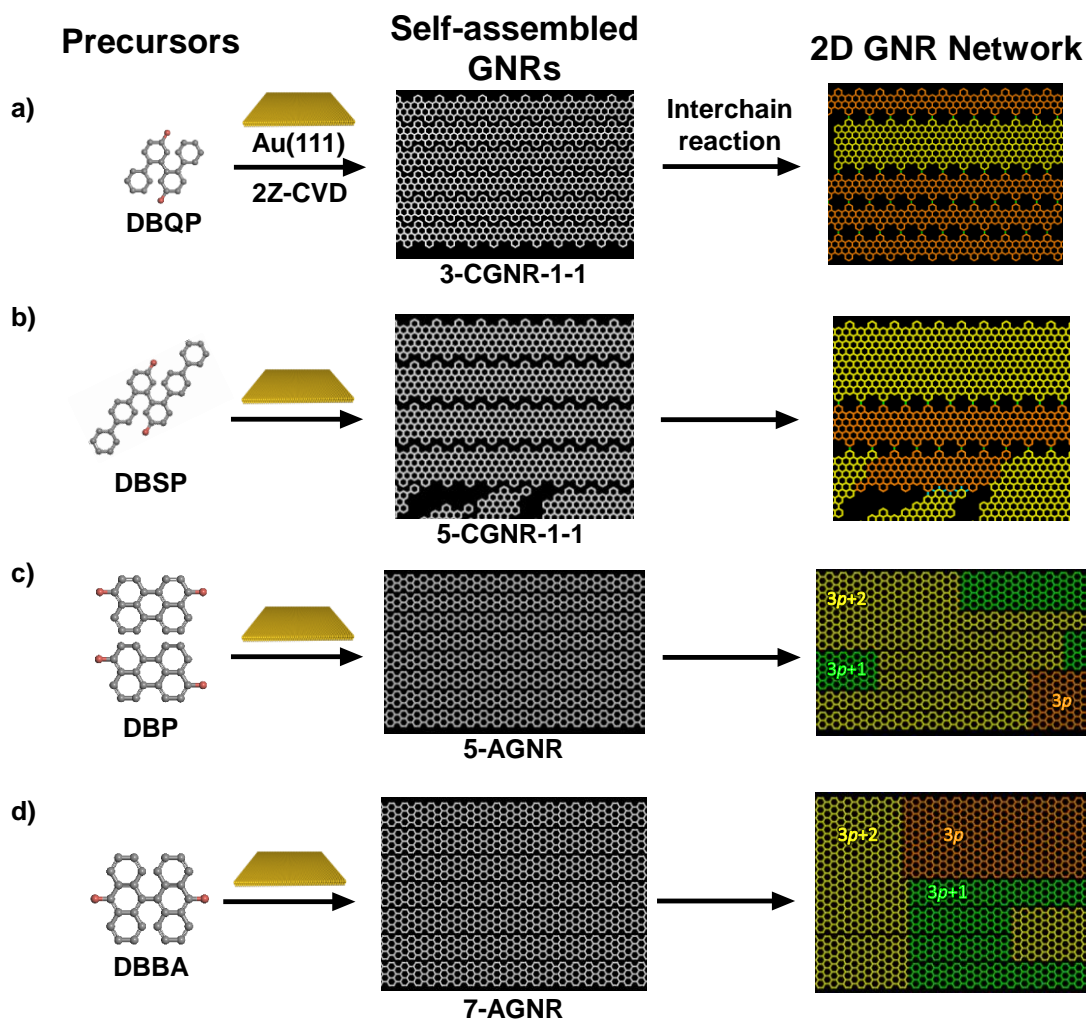 Precursors
Self-assembled
GNRs
2D GNR Network
a)
Au(111)
2Z-CVD
Interchain
reaction
DBQP
3-CGNR-1-1
b)
DBSP
5-CGNR-1-1
c)
3p+2
3p+1
3p
DBP
5-AGNR
d)
3p+2
3p
3p+1
DBBA
7-AGNR